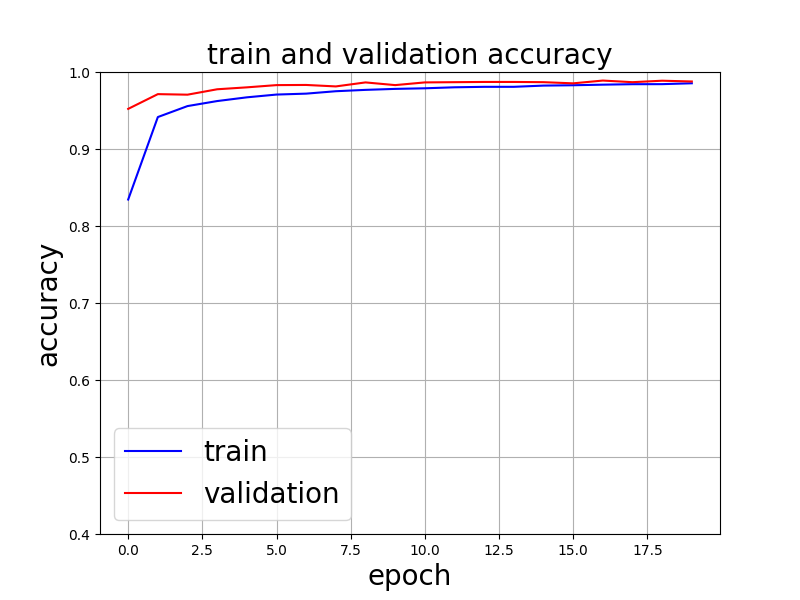 train and validation accuracy
1.0
0.9
0.8
0.7
0.6
0.5
0.4
accuracy
train
validation
0.0 2.5 5.0 7.5 10.0 12.5 15.0 17.5
epoch